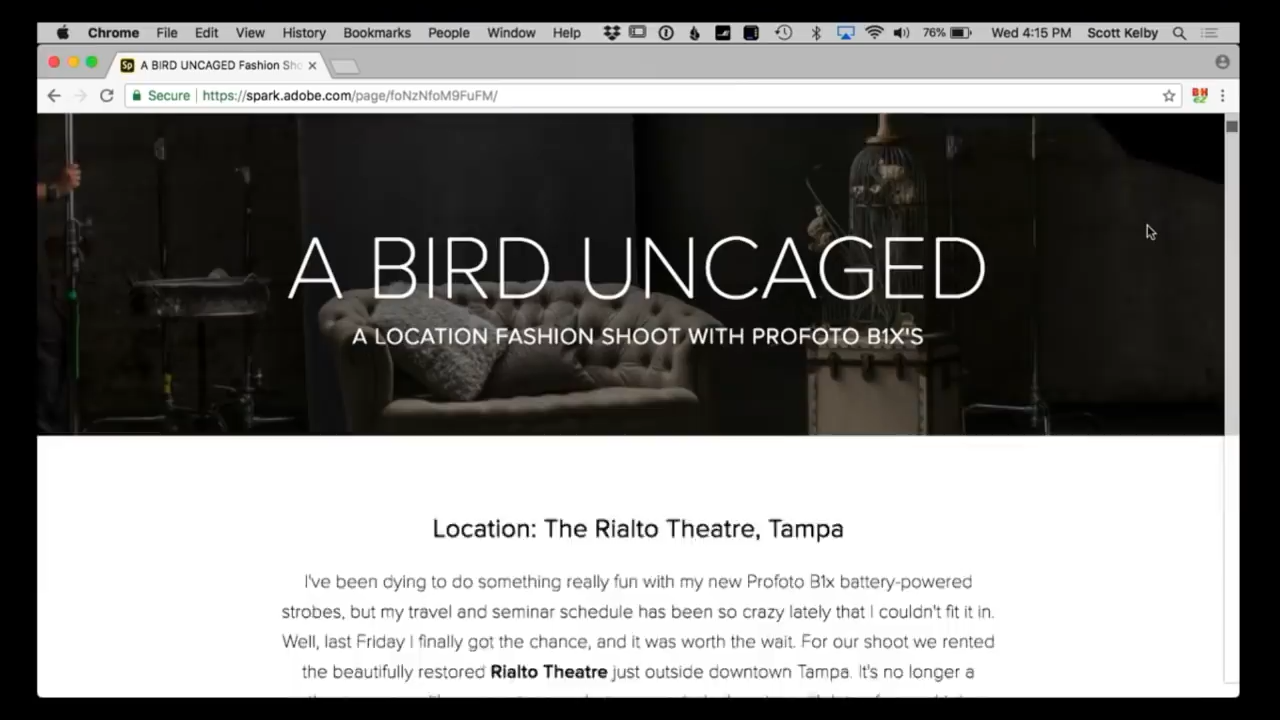 Chrome File Edit View History Bookmarks People Window Help 76% Wed 4:15 PM Scott Kelby
Sp A BIRD UNCAGED Fashion Sho
Secure https://spark.adobe.com/page/foNzNfoM9FuFM/
A BIRD UNCAGED
A LOCATION FASHION SHOOT WITH PROFOTO B1X'S
Location: The Rialto Theatre, Tampa
I've been dying to do something really fun with my new Profoto B1x battery-powered
strobes, but my travel and seminar schedule has been so crazy lately that I couldn't fit it in.
Well, last Friday I finally got the chance, and it was worth the wait. For our shoot we rented
the beautifully restored Rialto Theatre just outside downtown Tampa. It's no longer a